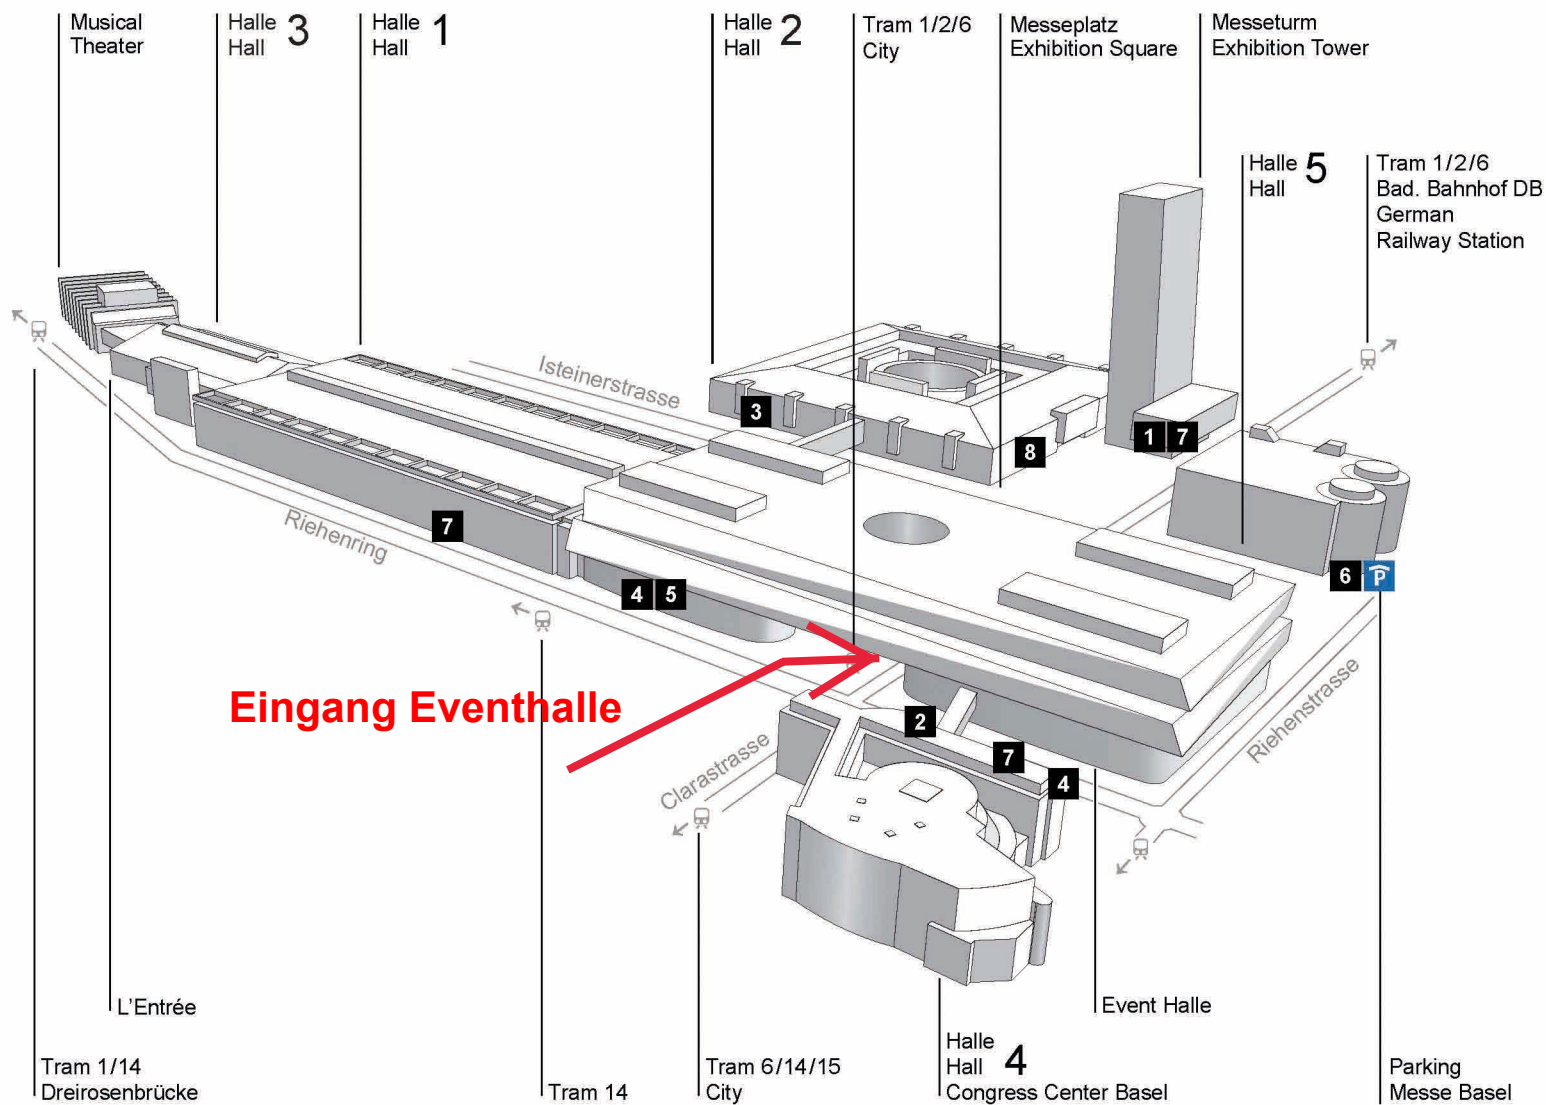 Musical
Theater
Halle
Hall 3
Halle
Hall 1
Halle
Hall 2
Tram 1/2/6
City
Messeplatz
Exhibition Square
Messeturm
Exhibition Tower
Halle
Hall 5
Tram 1/2/6
Bad. Bahnhof DB
German
Railway Station
Isteinerstrasse
3
8
1 7
7
Riehenring
4 5
6 P
Eingang Eventhalle
2
7
4
Clarastrasse
Riehenstrasse
L'Entrée
Event Halle
Tram 1/14
Dreirosenbrücke
Tram 14
Tram 6/14/15
City
Halle
Hall 4
Congress Center Basel
Parking
Messe Basel